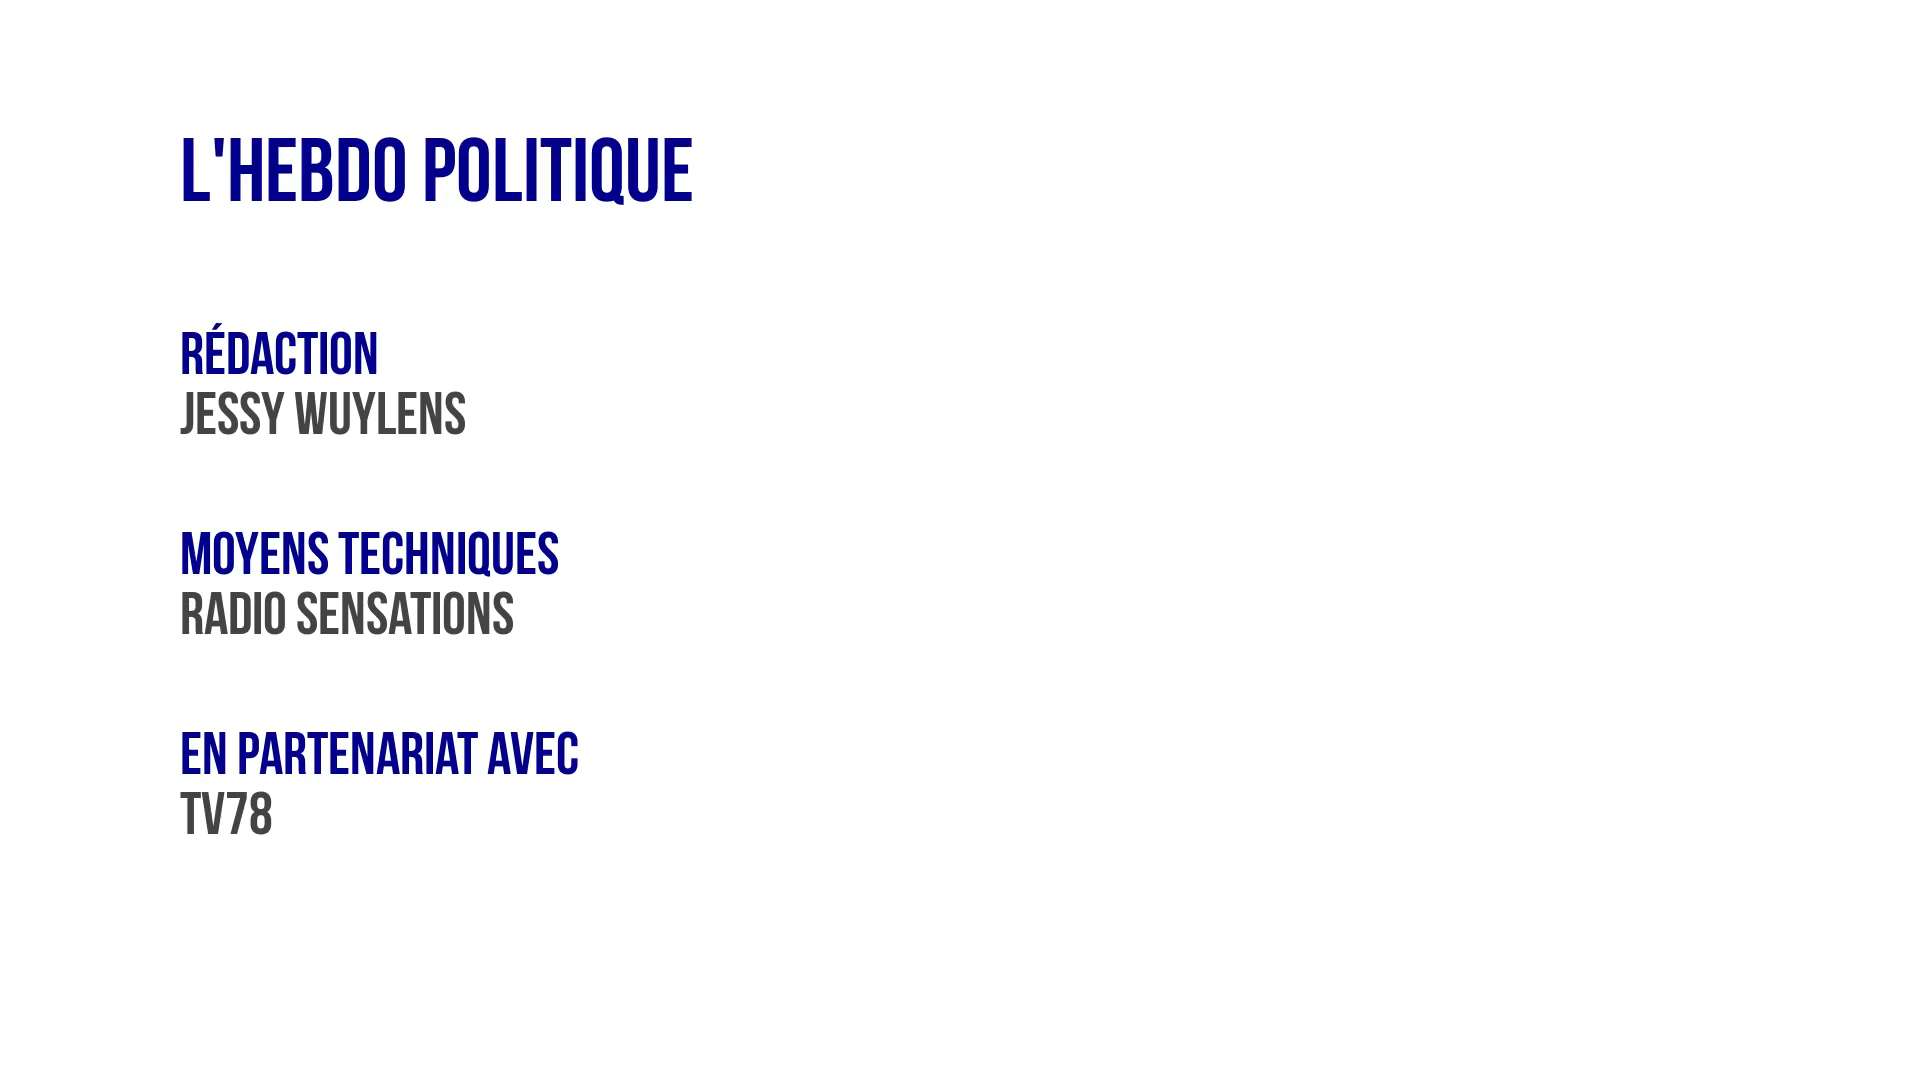 L'HEBDO POLITIQUE
RÉDACTION
JESSY WUYLENS
MOYENS TECHNIQUES
RADIO SENSATIONS
EN PARTENARIAT AVEC
TV78